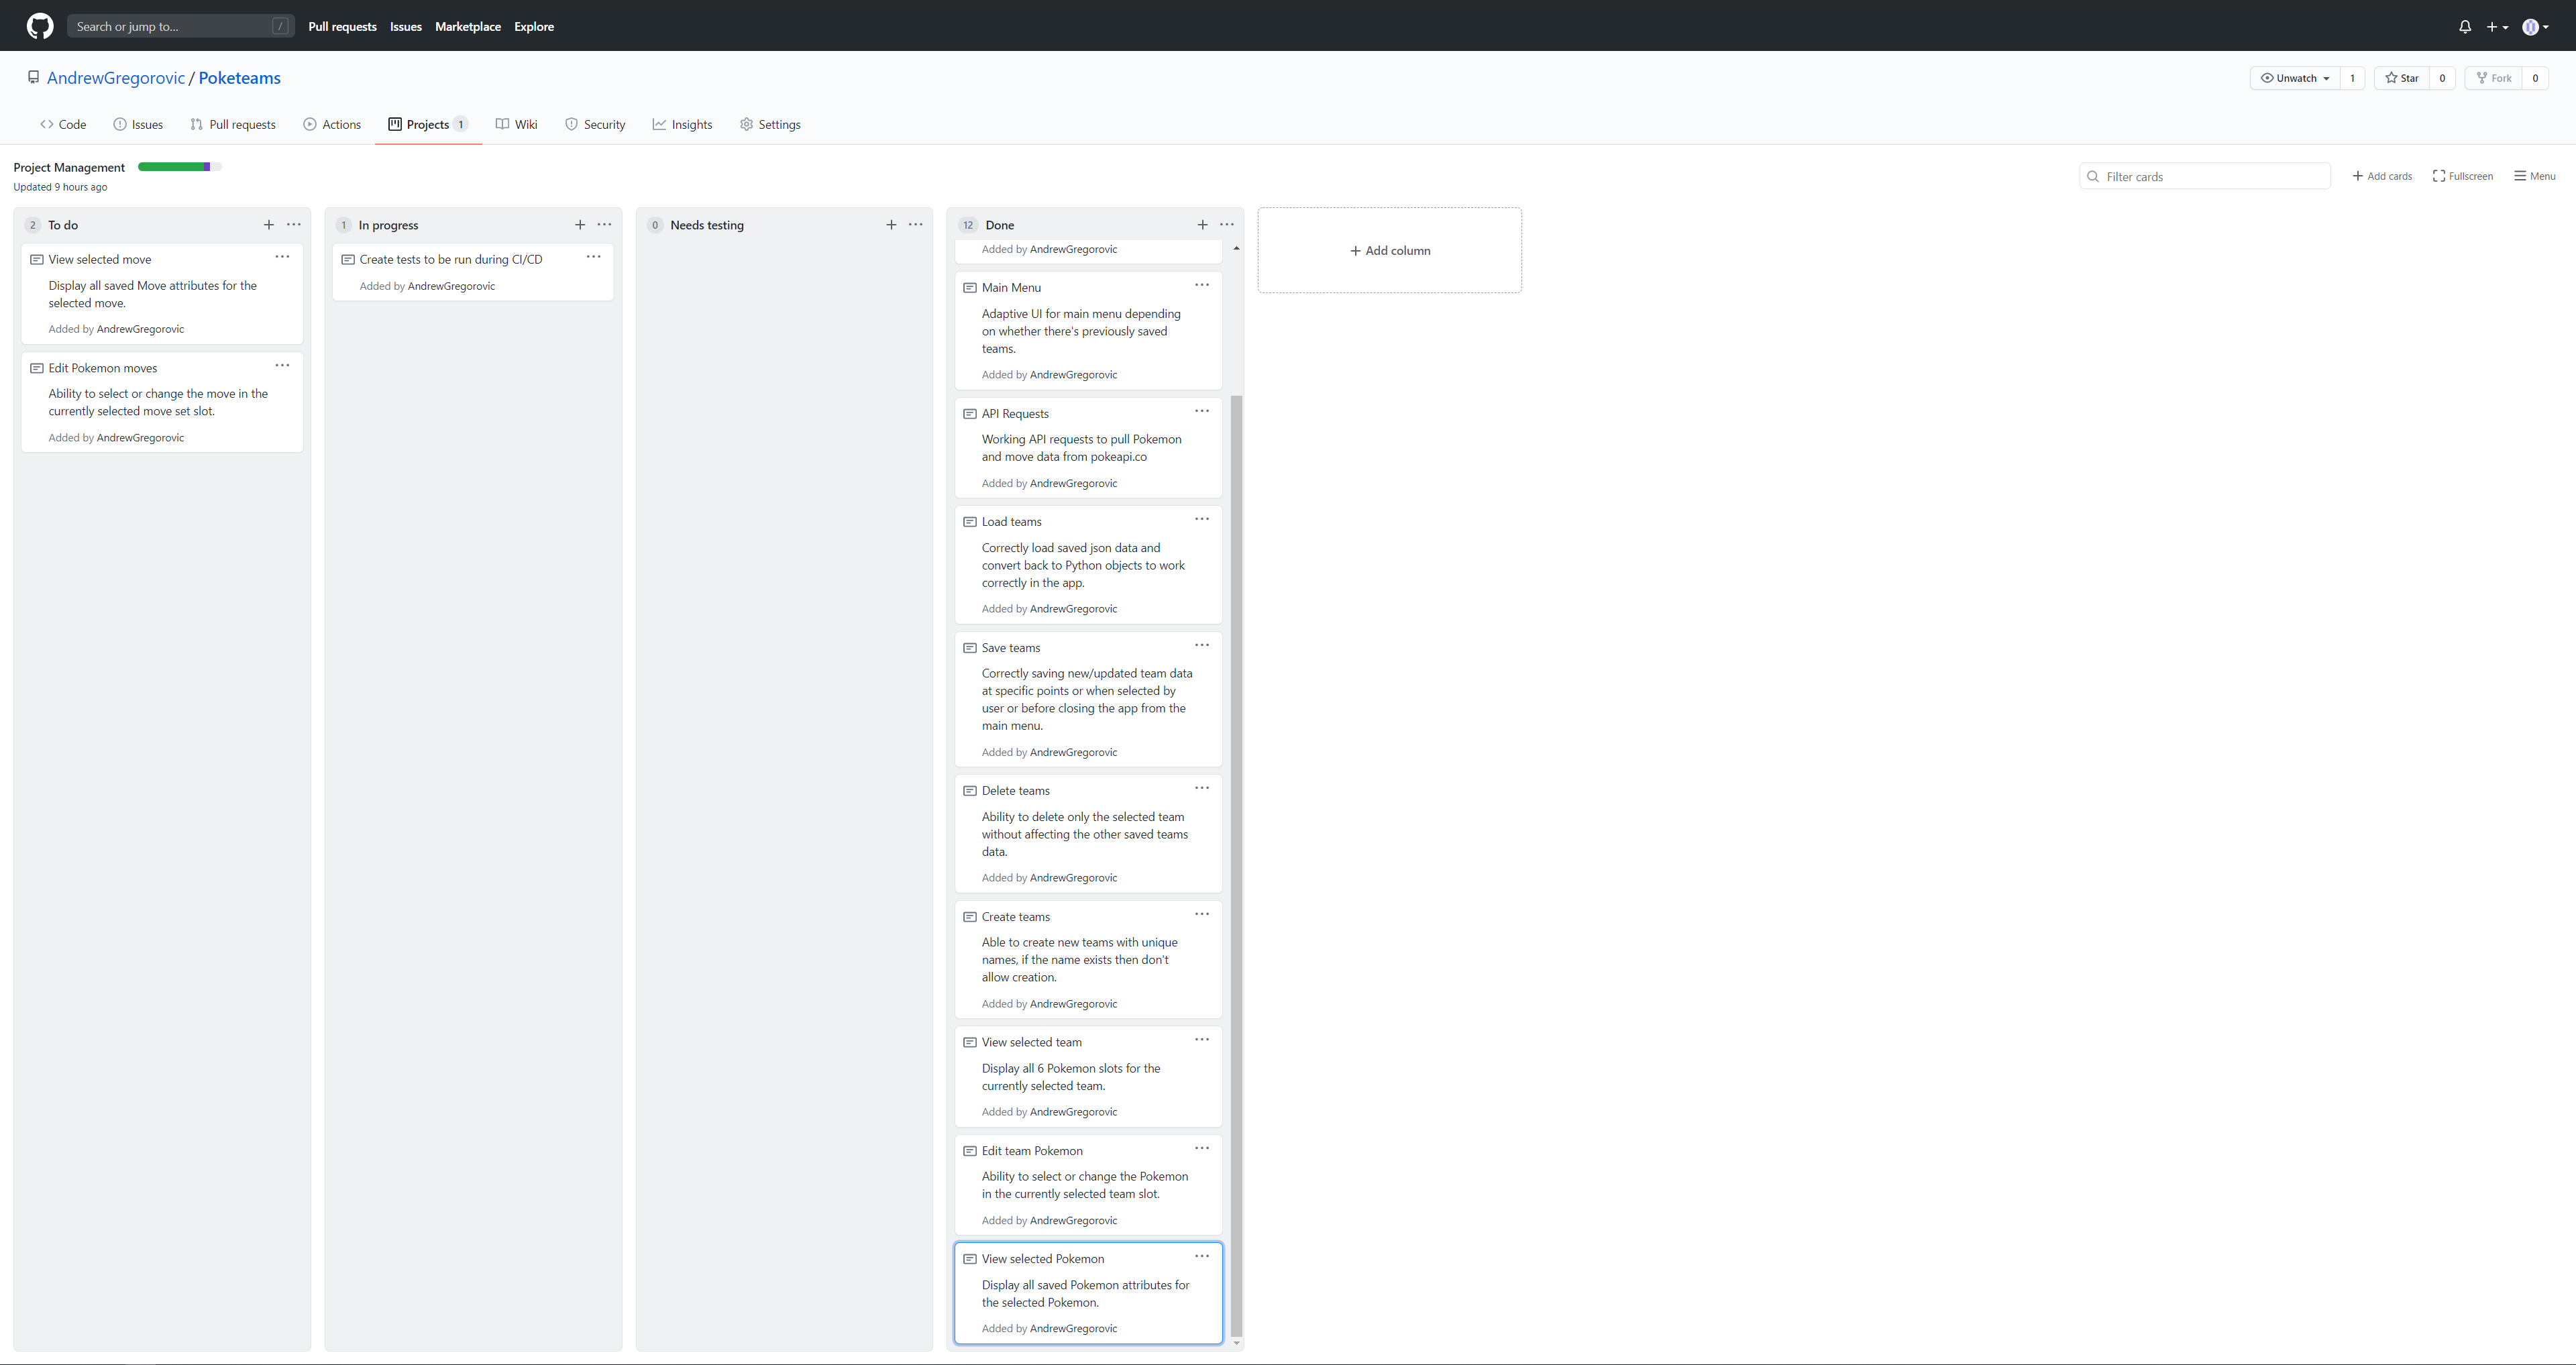 Search or jump to...
/
Pull requests
Issues
Marketplace
Explore
AndrewGregorovic / Poketeams
Unwatch
1
Star
0
Fork
0
Code
Issues
Pull requests
Actions
Projects 1
Wiki
Security
Insights
Settings
Project Management
Updated 9 hours ago
Filter cards
Add cards
Fullscreen
Menu
2 To do
View selected move
Display all saved Move attributes for the
selected move.
Added by AndrewGregorovic
Edit Pokemon moves
Ability to select or change the move in the
currently selected move set slot.
Added by AndrewGregorovic
1 In progress
Create tests to be run during CI/CD
Added by AndrewGregorovic
0 Needs testing
12 Done
Added by AndrewGregorovic
Main Menu
Adaptive UI for main menu depending
on whether there's previously saved
teams.
Added by AndrewGregorovic
API Requests
Working API requests to pull Pokemon
and move data from pokeapi.co
Added by AndrewGregorovic
Load teams
Correctly load saved json data and
convert back to Python objects to work
correctly in the app.
Added by AndrewGregorovic
Save teams
Correctly saving new/updated team data
at specific points or when selected by
user or before closing the app from the
main menu.
Added by AndrewGregorovic
Delete teams
Ability to delete only the selected team
without affecting the other saved teams
data.
Added by AndrewGregorovic
Create teams
Able to create new teams with unique
names, if the name exists then don't
allow creation.
Added by AndrewGregorovic
View selected team
Display all 6 Pokemon slots for the
currently selected team.
Added by AndrewGregorovic
Edit team Pokemon
Ability to select or change the Pokemon
in the currently selected team slot.
Added by AndrewGregorovic
View selected Pokemon
Display all saved Pokemon attributes for
the selected Pokemon.
Added by AndrewGregorovic
Add column